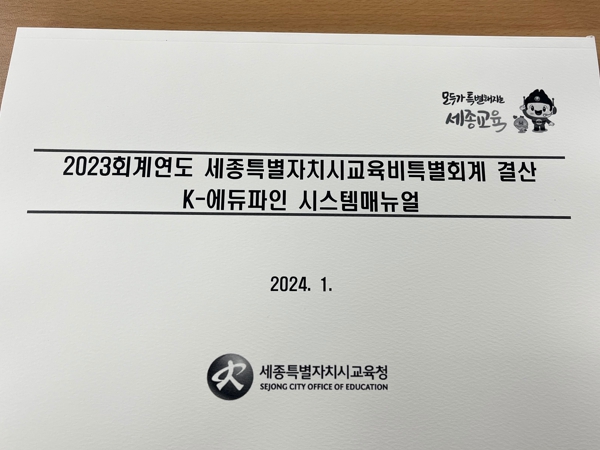 모두가 특별해지는
세종교육
2023회계연도 세종특별자치시교육비특별회계 결산
K-에듀파인 시스템매뉴얼
2024. 1.
세종특별자치시교육청
SEJONG CITY OFFICE OF EDUCATION